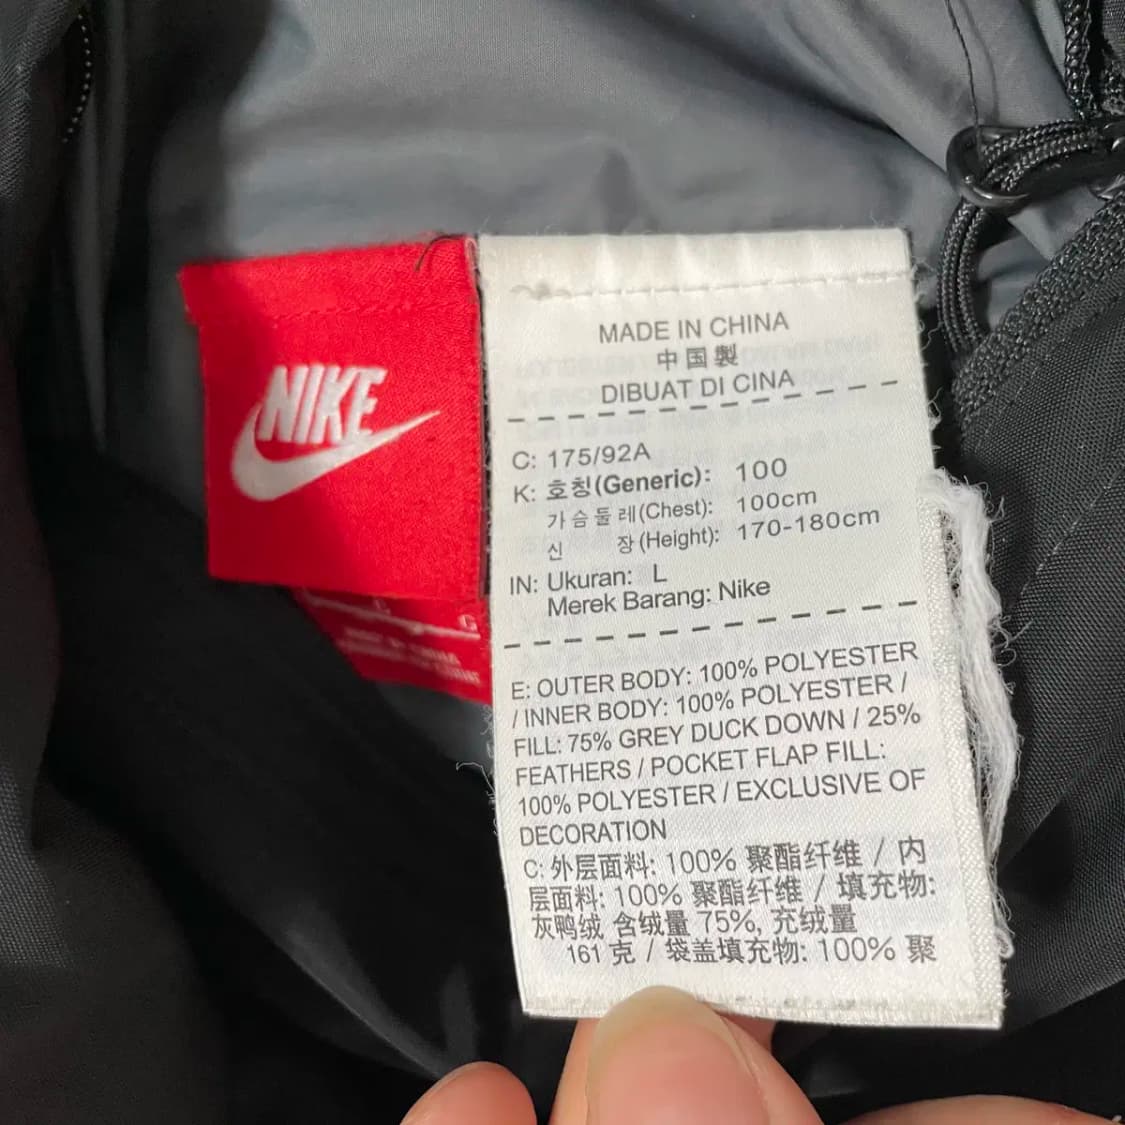 NIKE
L
G
MADE IN CHINA
中国製
DIBUAT DI CINA
C: 175/92A
K: 호칭(Generic): 100
가슴둘레(Chest): 100cm
신 장(Height): 170-180cm
IN: Ukuran: L
Merek Barang: Nike
E: OUTER BODY: 100% POLYESTER
/ INNER BODY: 100% POLYESTER /
FILL: 75% GREY DUCK DOWN / 25%
FEATHERS / POCKET FLAP FILL:
100% POLYESTER / EXCLUSIVE OF
DECORATION
C: 外层面料: 100% 聚酯纤维 / 内
层面料: 100% 聚酯纤维 / 填充物:
灰鸭绒 含绒量 75%, 充绒量
161 克 / 袋盖填充物: 100% 聚